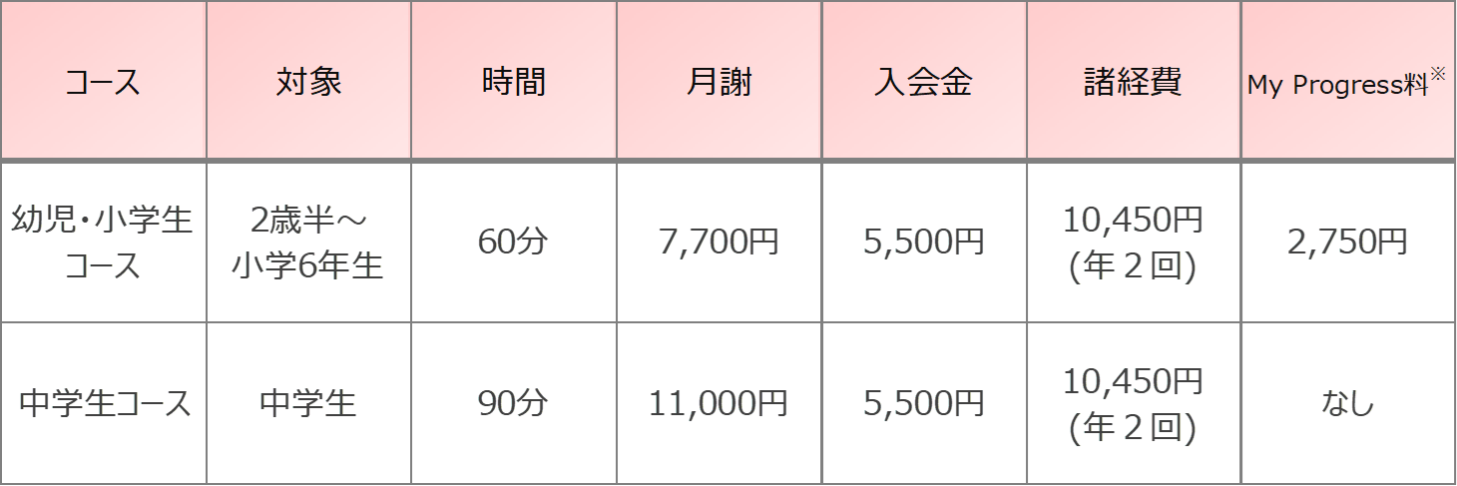 コース 対象 時間 月謝 入会金 諸経費 My Progress料※
幼児・小学生
コース
2歳半～
小学6年生
60分
7,700円
5,500円
10,450円
(年２回)
2,750円
中学生コース
中学生
90分
11,000円
5,500円
10,450円
(年２回)
なし